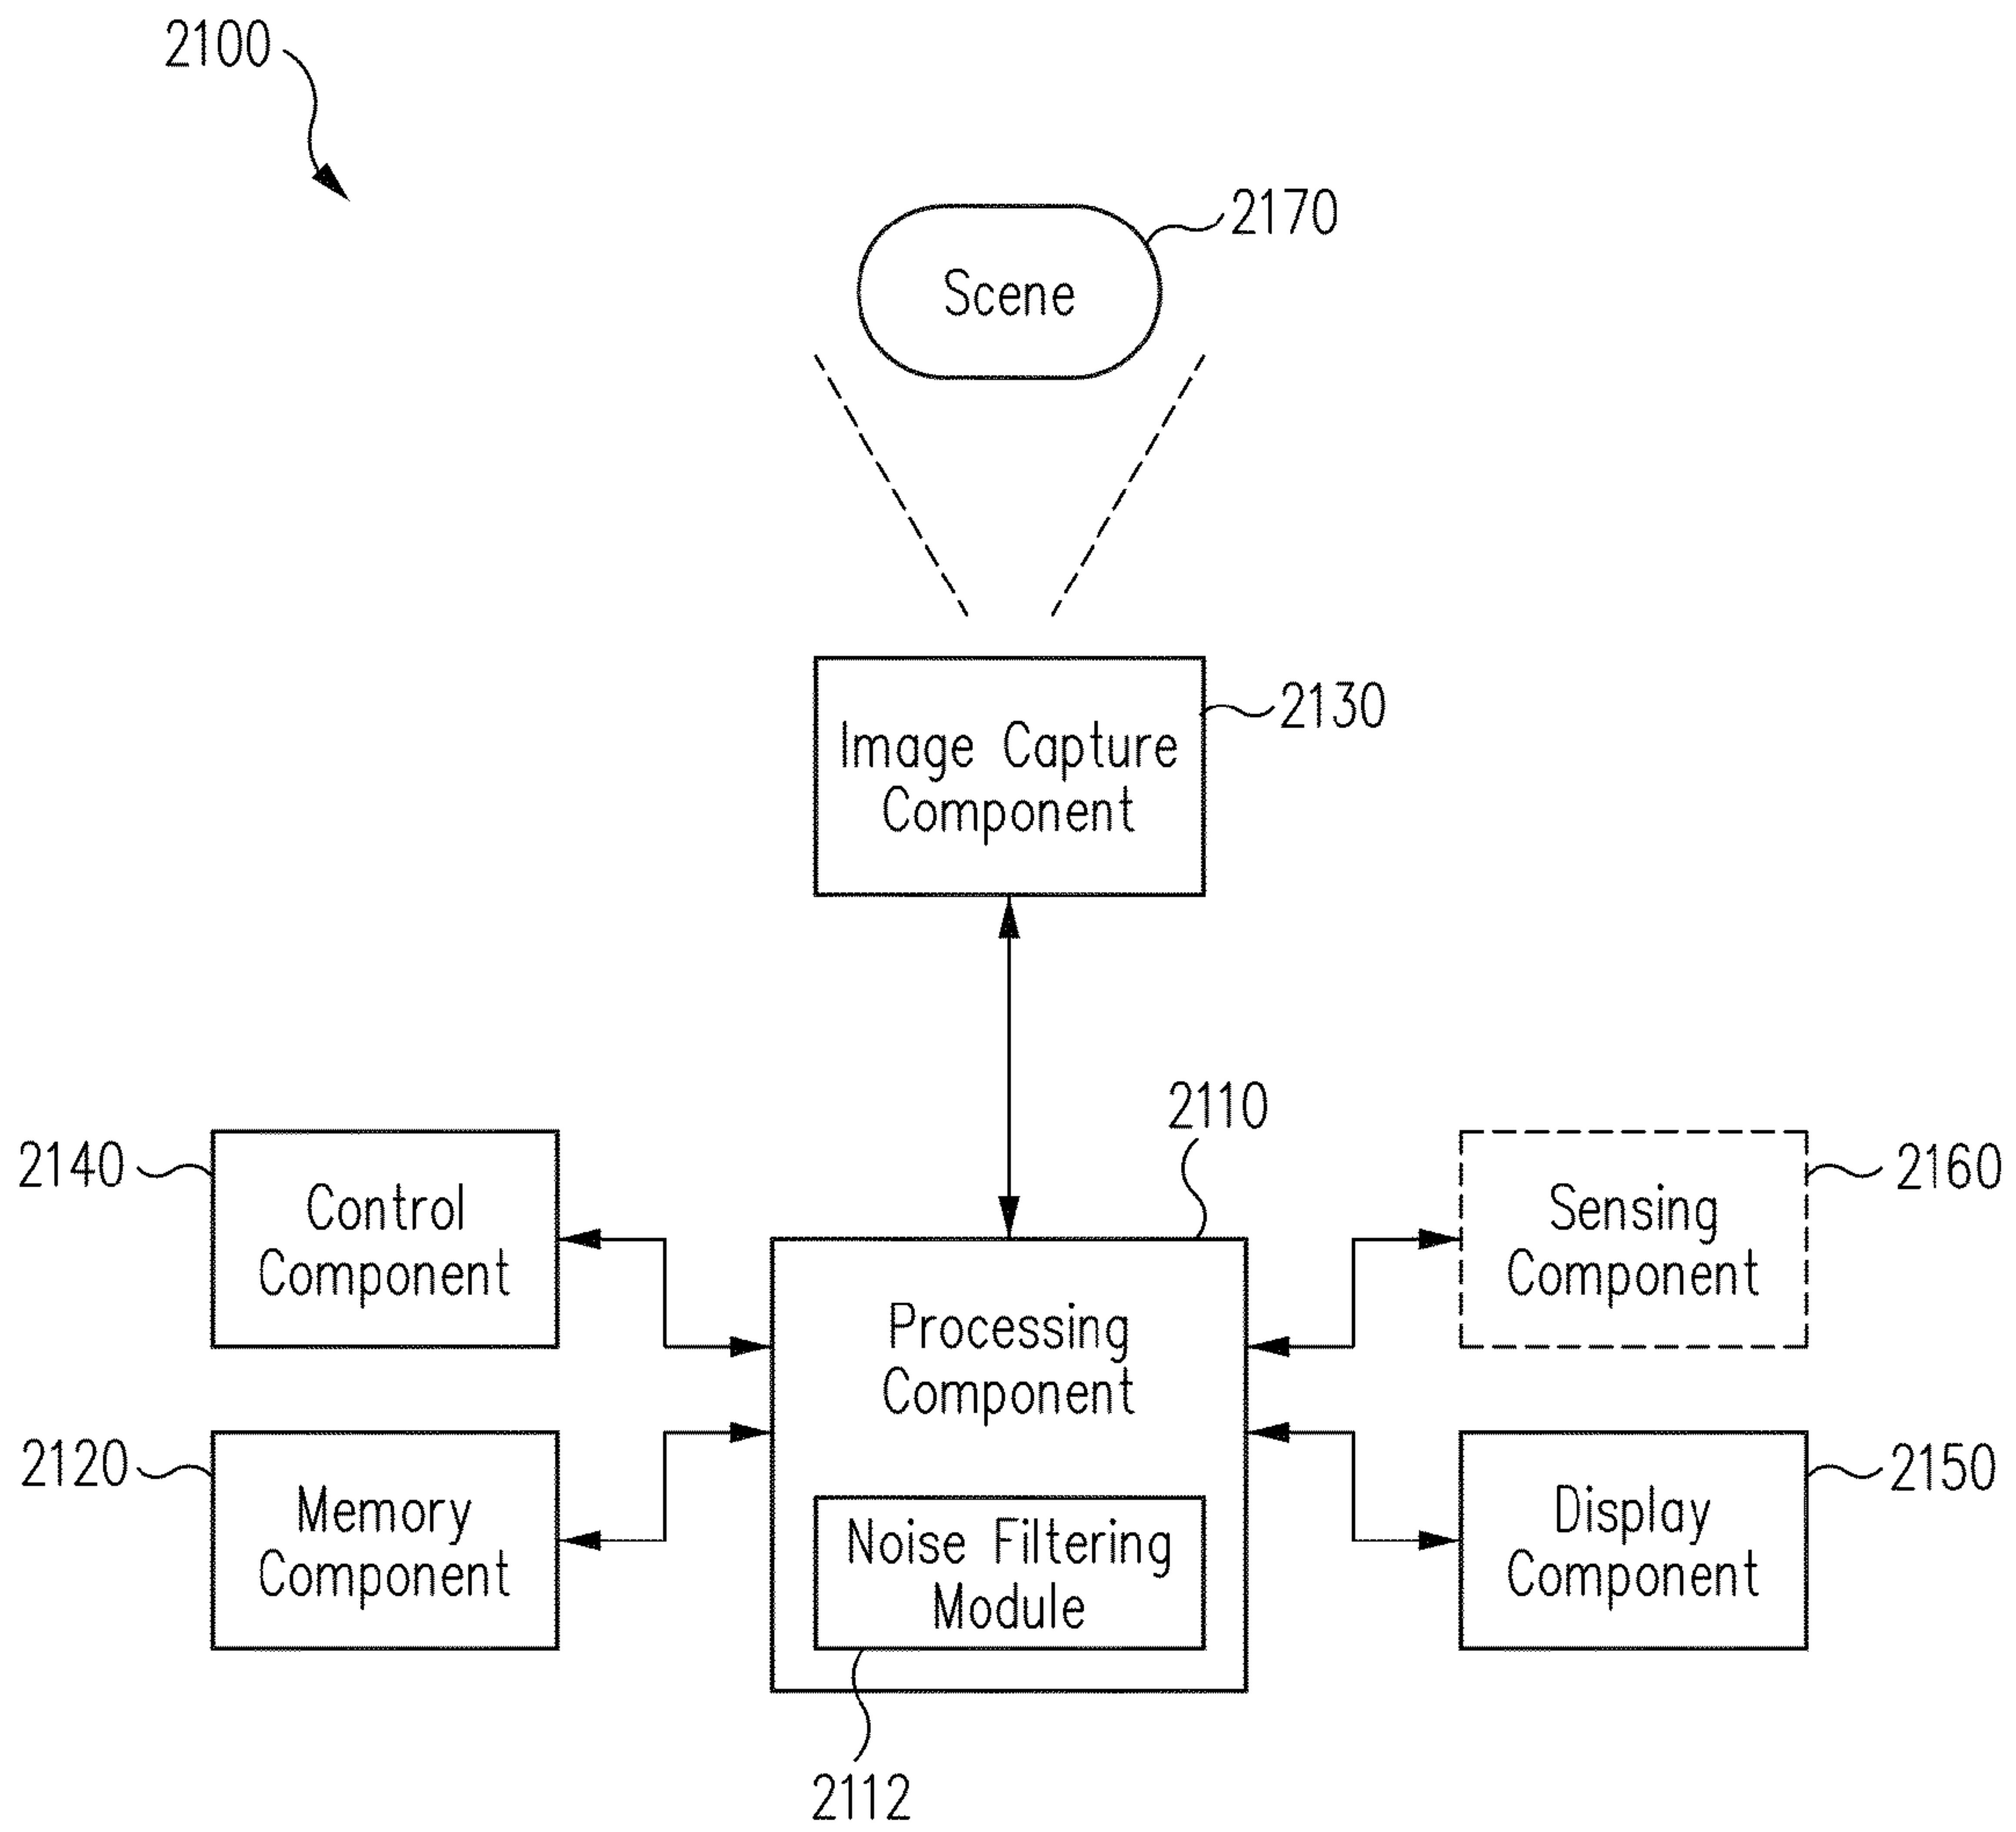 2100
2170
Scene
2130
Image Capture
Component
2110
2140
Control
Component
2160
Sensing
Component
Processing
Component
2120
Memory
Component
2150
Display
Component
Noise Filtering
Module
2112